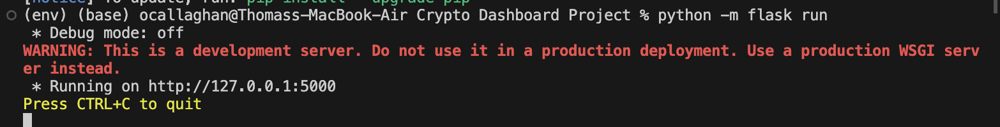 [notice] To update, run: pip install --upgrade pip
(env) (base) ocallaghan@Thomass-MacBook-Air Crypto Dashboard Project % python -m flask run
* Debug mode: off
WARNING: This is a development server. Do not use it in a production deployment. Use a production WSGI serv
er instead.
* Running on http://127.0.0.1:5000
Press CTRL+C to quit